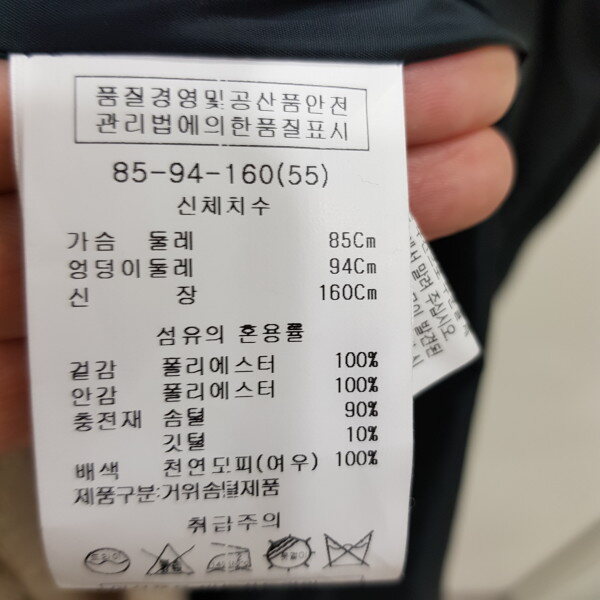 품질경영및공산품안전
관리법에의한품질표시
85-94-160(55)
신체치수
가슴 둘레 85Cm
엉덩이둘레 94Cm
신 장 160Cm
섬유의 혼용률
겉감 폴리에스터 100%
안감 폴리에스터 100%
충전재 솜털 90%
깃털 10%
배색 천연모피(여우) 100%
제품구분:거위솜털제품
취급주의